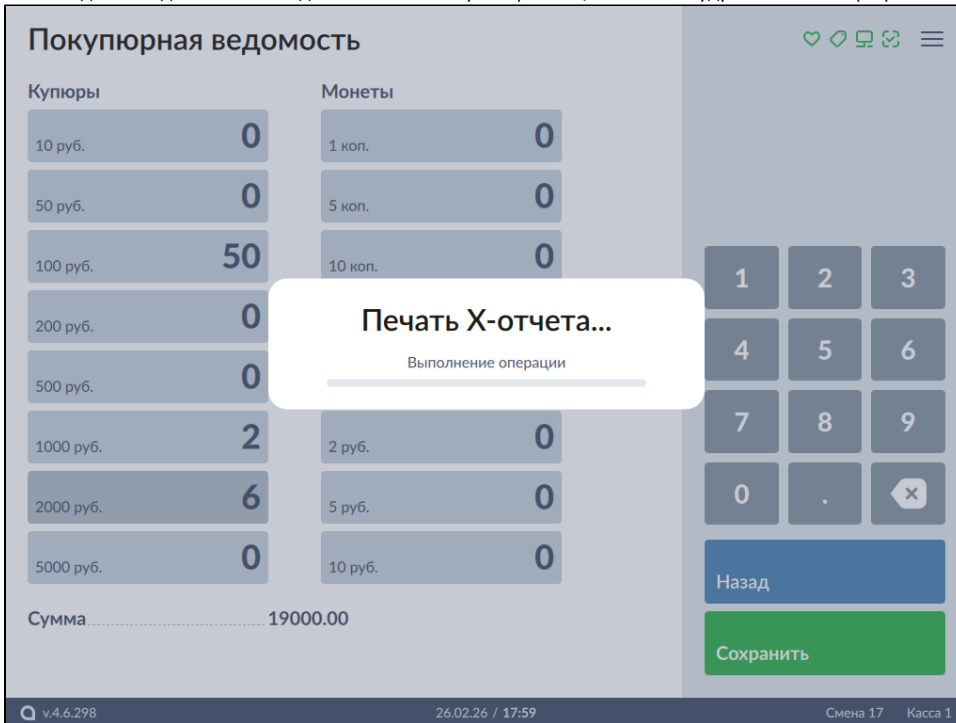 Покупюрная ведомость
Купюры
Монеты
10 руб. 0
1 коп. 0
50 руб. 0
5 коп. 0
100 руб. 50
10 коп. 0
200 руб. 0
500 руб. 0
1000 руб. 2
2 руб. 0
2000 руб. 6
5 руб. 0
5000 руб. 0
10 руб. 0
Сумма 19000.00
Печать X-отчета...
Выполнение операции
1 2 3
4 5 6
7 8 9
0 .
Назад
Сохранить
v.4.6.298 26.02.26 / 17:59 Смена 17 Касса 1